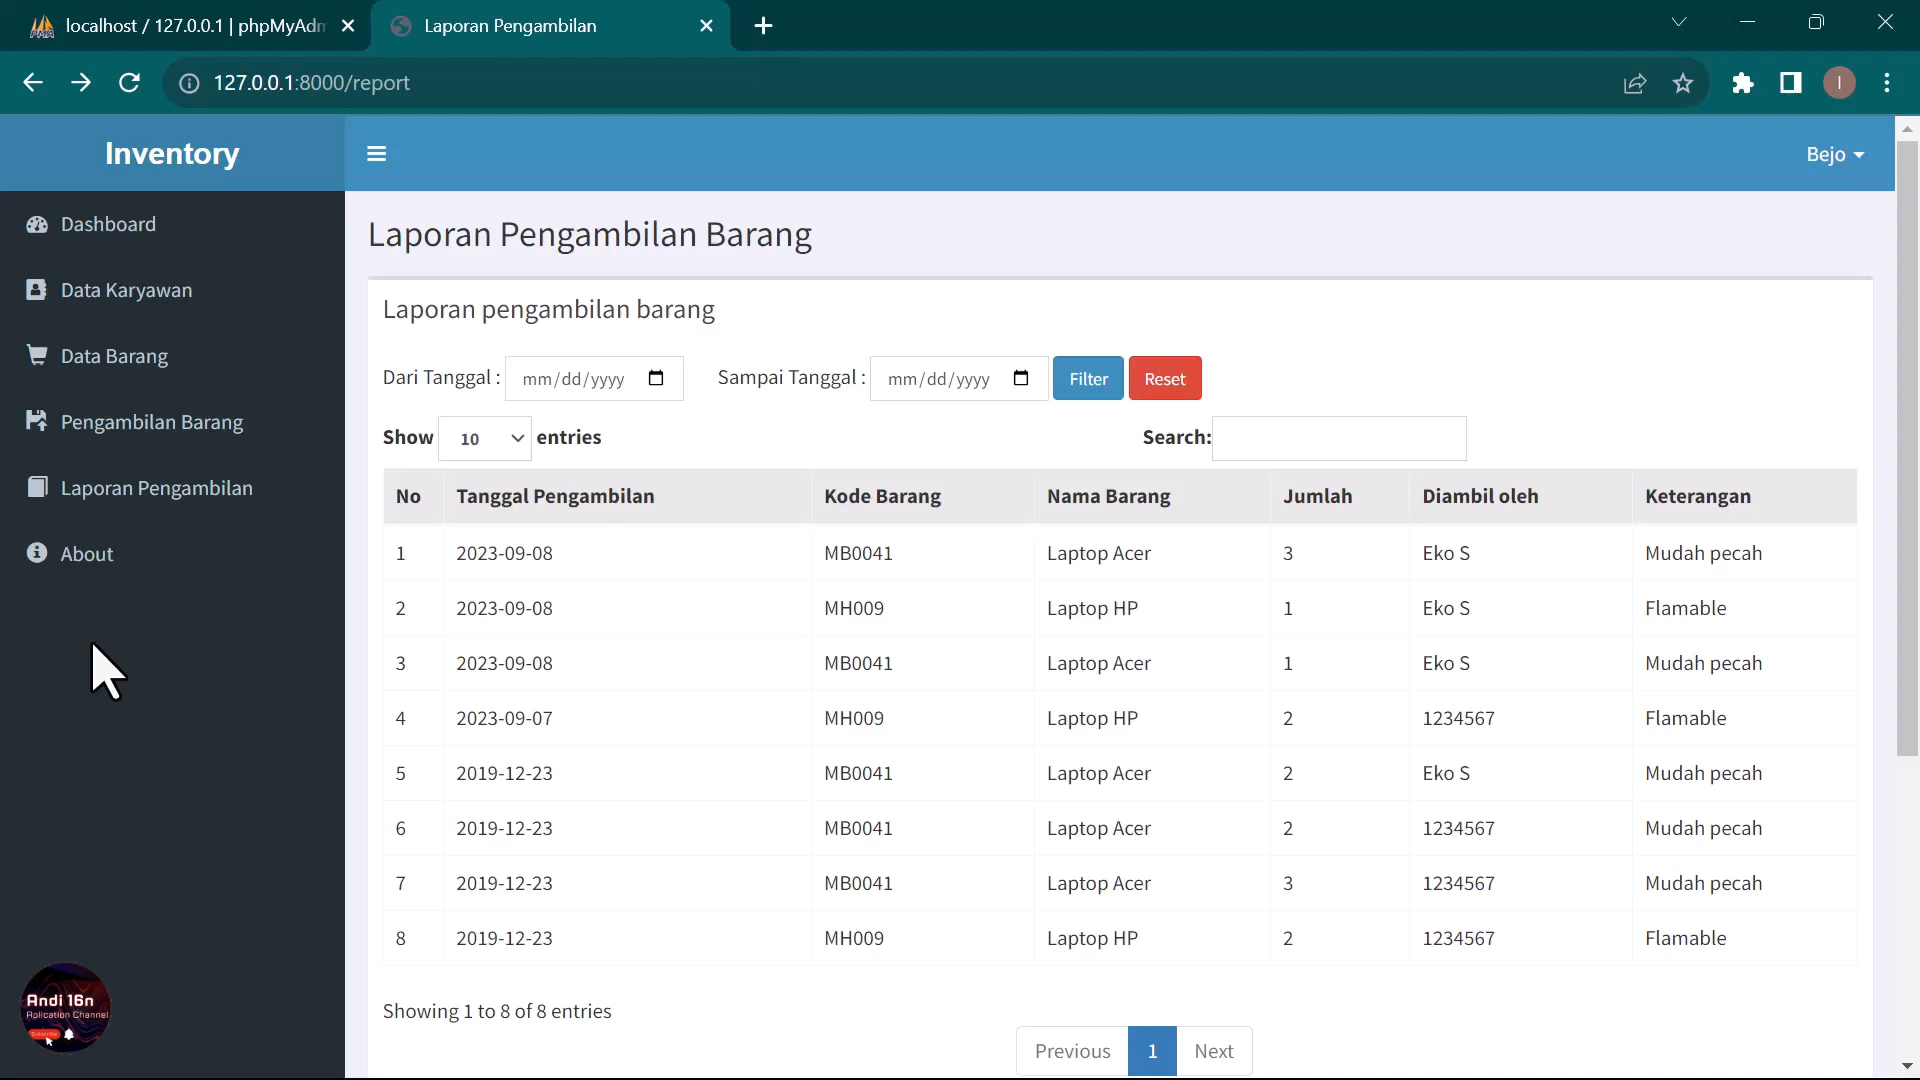 localhost / 127.0.0.1 | phpMyAdm
Laporan Pengambilan
127.0.0.1:8000/report
I
Inventory
Bejo
Dashboard
Data Karyawan
Data Barang
Pengambilan Barang
Laporan Pengambilan
About
Laporan Pengambilan Barang
Laporan pengambilan barang
Dari Tanggal : mm/dd/yyyy Sampai Tanggal : mm/dd/yyyy Filter Reset
Show 10 entries Search:
No Tanggal Pengambilan Kode Barang Nama Barang Jumlah Diambil oleh Keterangan
1 2023-09-08 MB0041 Laptop Acer 3 Eko S Mudah pecah
2 2023-09-08 MH009 Laptop HP 1 Eko S Flamable
3 2023-09-08 MB0041 Laptop Acer 1 Eko S Mudah pecah
4 2023-09-07 MH009 Laptop HP 2 1234567 Flamable
5 2019-12-23 MB0041 Laptop Acer 2 Eko S Mudah pecah
6 2019-12-23 MB0041 Laptop Acer 2 1234567 Mudah pecah
7 2019-12-23 MB0041 Laptop Acer 3 1234567 Mudah pecah
8 2019-12-23 MH009 Laptop HP 2 1234567 Flamable
Showing 1 to 8 of 8 entries
Previous 1 Next
Andi 16n
Aplication Channel